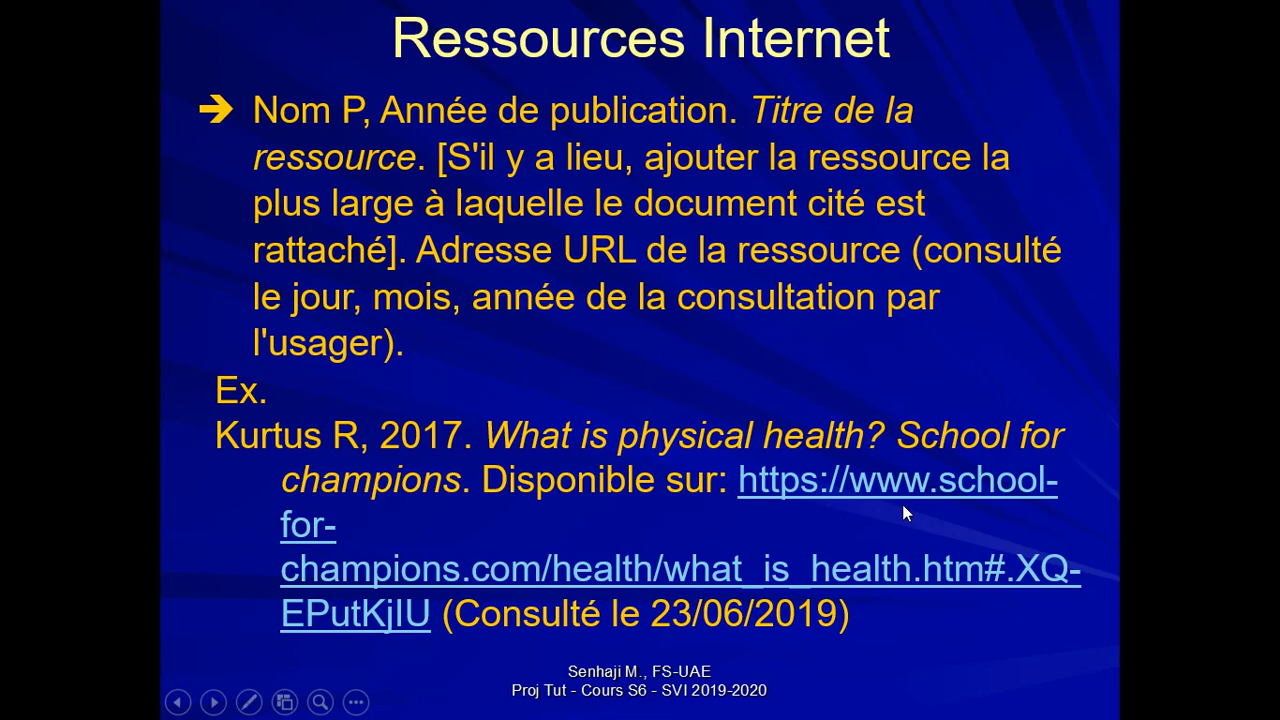 Ressources Internet
➔ Nom P, Année de publication. Titre de la
ressource. [S'il y a lieu, ajouter la ressource la
plus large à laquelle le document cité est
rattaché]. Adresse URL de la ressource (consulté
le jour, mois, année de la consultation par
l'usager).
Ex.
Kurtus R, 2017. What is physical health? School for
champions. Disponible sur: https://www.school-
for-
champions.com/health/what_is_health.htm#.XQ-
EPutKjIU (Consulté le 23/06/2019)
Senhaji M., FS-UAE
Proj Tut - Cours S6 - SVI 2019-2020